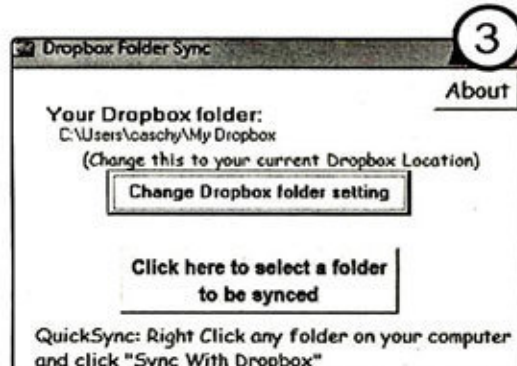 Dropbox Folder Sync
3
About
Your Dropbox folder:
C:\Users\caschy\My Dropbox
(Change this to your current Dropbox Location)
Change Dropbox folder setting
Click here to select a folder
to be synced
QuickSync: Right Click any folder on your computer
and click "Sync With Dropbox"